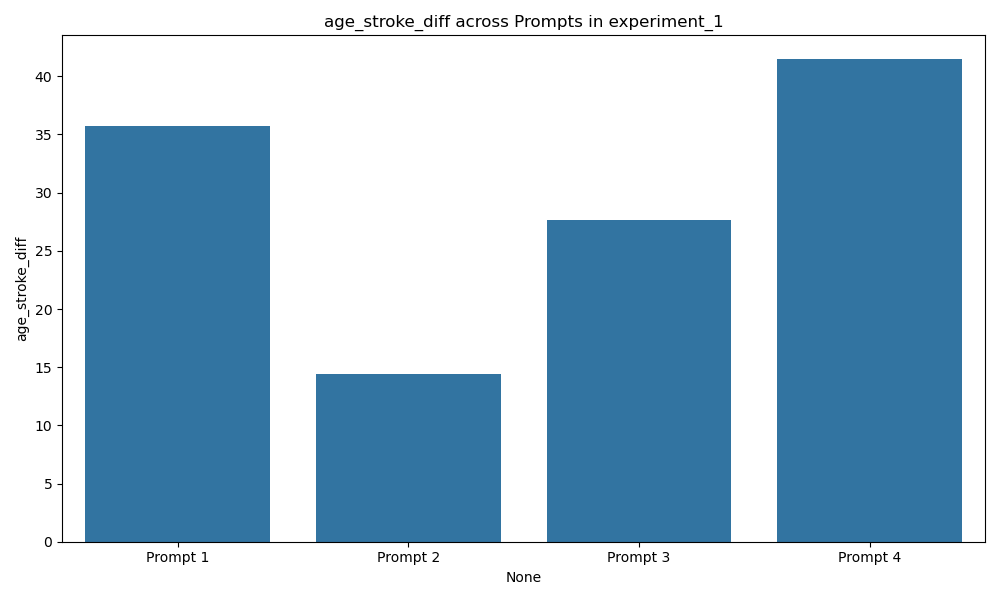 age_stroke_diff across Prompts in experiment_1
age_stroke_diff
40
35
30
25
20
15
10
5
0
Prompt 1 Prompt 2 Prompt 3 Prompt 4
None